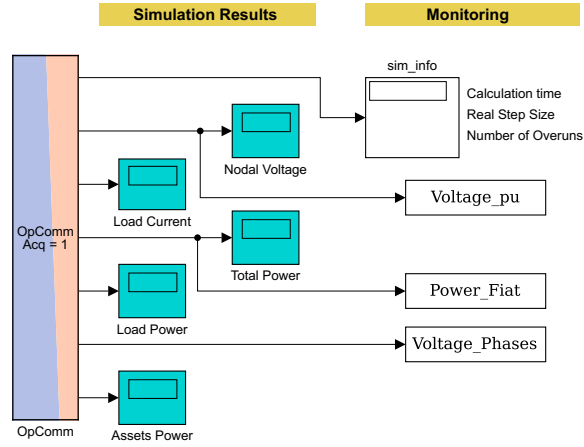 Simulation Results
Monitoring
sim_info
Calculation time
Real Step Size
Number of Overuns
Nodal Voltage
Voltage_pu
Load Current
OpComm
Acq = 1
Total Power
Power_Fiat
Load Power
Voltage_Phases
OpComm
Assets Power